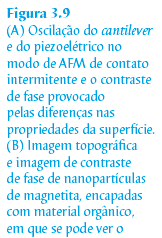 Figura 3.9
(A) Oscilação do cantilever
e do piezoelétrico no
modo de AFM de contato
intermitente e o contraste
de fase provocado
pelas diferenças nas
propriedades da superfície.
(B) Imagem topográfica
e imagem de contraste
de fase de nanopartículas
de magnetita, encapadas
com material orgânico,
em que se pode ver o